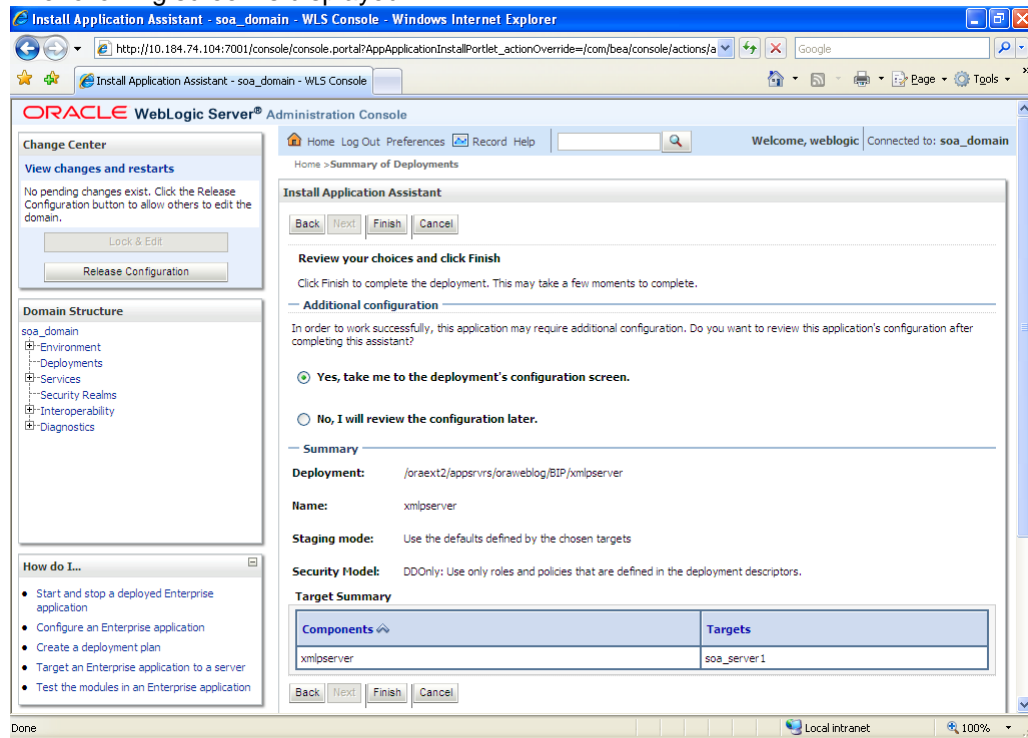 Install Application Assistant - soa_domain - WLS Console - Windows Internet Explorer
http://10.184.74.104:7001/console/console.portal?AppApplicationInstallPortlet_actionOverride=/com/bea/console/actions/a
Google
Install Application Assistant - soa_domain - WLS Console
Page Tools
ORACLE WebLogic Server® Administration Console
Change Center
View changes and restarts
No pending changes exist. Click the Release
Configuration button to allow others to edit the
domain.
Lock & Edit
Release Configuration
Domain Structure
soa_domain
Environment
Deployments
Services
Security Realms
Interoperability
Diagnostics
How do I...
Start and stop a deployed Enterprise
application
Configure an Enterprise application
Create a deployment plan
Target an Enterprise application to a server
Test the modules in an Enterprise application
Home Log Out Preferences Record Help
Welcome, weblogic Connected to: soa_domain
Home >Summary of Deployments
Install Application Assistant
Back Next Finish Cancel
Review your choices and click Finish
Click Finish to complete the deployment. This may take a few moments to complete.
Additional configuration
In order to work successfully, this application may require additional configuration. Do you want to review this application's configuration after
completing this assistant?
Yes, take me to the deployment's configuration screen.
No, I will review the configuration later.
Summary
Deployment: /oraext2/appsrvrs/oraweblog/BIP/xmlpserver
Name: xmlpserver
Staging mode: Use the defaults defined by the chosen targets
Security Model: DDOnly: Use only roles and policies that are defined in the deployment descriptors.
Target Summary
Components Targets
xmlpserver soa_server1
Back Next Finish Cancel
Done Local intranet 100%